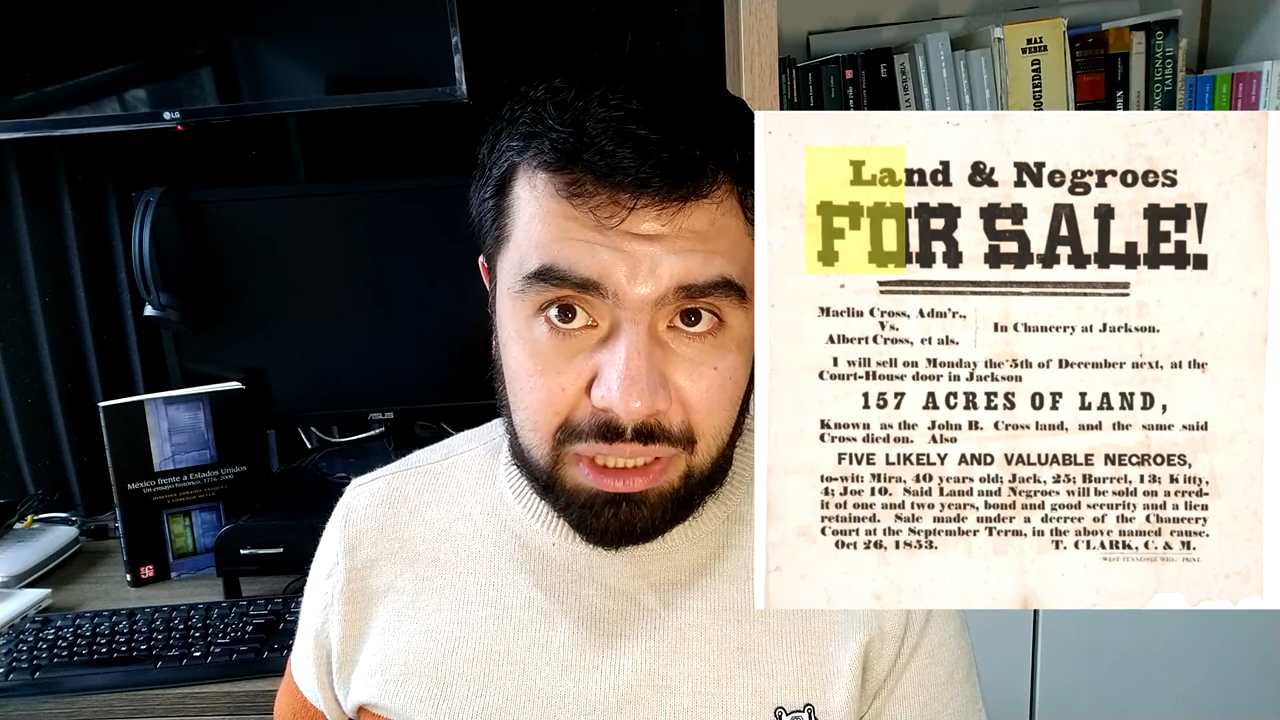 LG
ASUS
México frente a Estados Unidos
Un ensayo histórico, 1776-2000
JOSEFINA ZORAIDA VÁZQUEZ
Y LORENZO MEYER
LA HISTORIA
MAX
WEBER
SOCIEDAD
PACO IGNACIO
TAIBO II
Land & Negroes
FOR SALE!
Maclin Cross, Adm'r.,
Vs.
Albert Cross, et als.
In Chancery at Jackson.
I will sell on Monday the 5th of December next, at the
Court-House door in Jackson
157 ACRES OF LAND,
Known as the John B. Cross land, and the same said
Cross died on. Also
FIVE LIKELY AND VALUABLE NEGROES,
to-wit: Mira, 40 years old; Jack, 25; Burrel, 13; Kitty,
4; Joe 10. Said Land and Negroes will be sold on a cred-
it of one and two years, bond and good security and a lien
retained. Sale made under a decree of the Chancery
Court at the September Term, in the above named cause.
Oct 26, 1853. T. CLARK, C. & M.
"WEST TENNESSEE WHIG" PRINT.